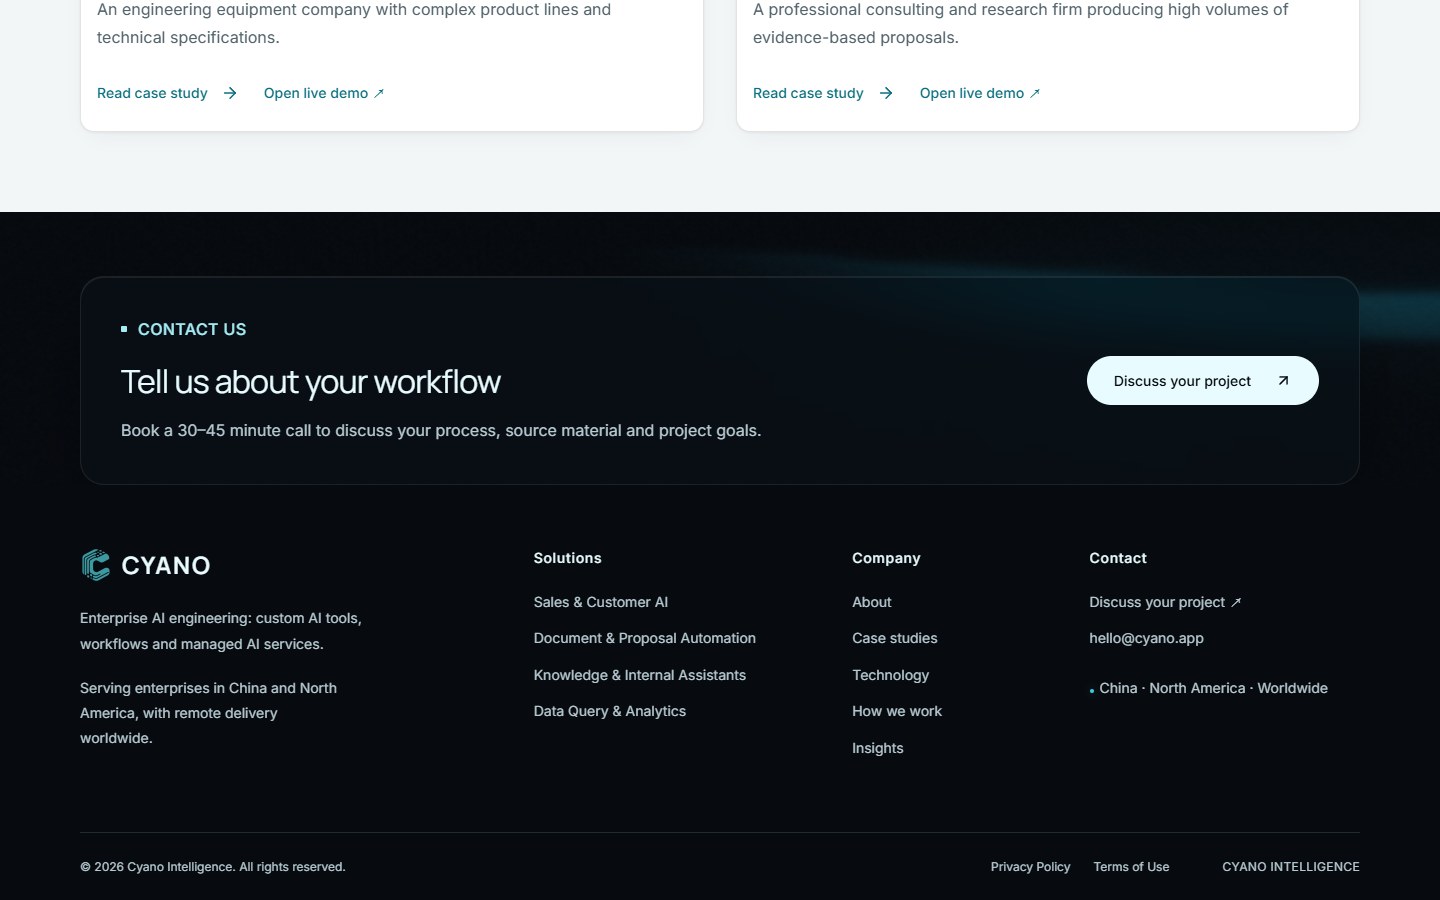 An engineering equipment company with complex product lines and
technical specifications.
Read case study → Open live demo ↗
A professional consulting and research firm producing high volumes of
evidence-based proposals.
Read case study → Open live demo ↗
CONTACT US
Tell us about your workflow
Book a 30–45 minute call to discuss your process, source material and project goals.
Discuss your project ↗
CYANO
Enterprise AI engineering: custom AI tools,
workflows and managed AI services.
Serving enterprises in China and North
America, with remote delivery
worldwide.
Solutions
Sales & Customer AI
Document & Proposal Automation
Knowledge & Internal Assistants
Data Query & Analytics
Company
About
Case studies
Technology
How we work
Insights
Contact
Discuss your project ↗
hello@cyano.app
China · North America · Worldwide
© 2026 Cyano Intelligence. All rights reserved.
Privacy Policy Terms of Use CYANO INTELLIGENCE